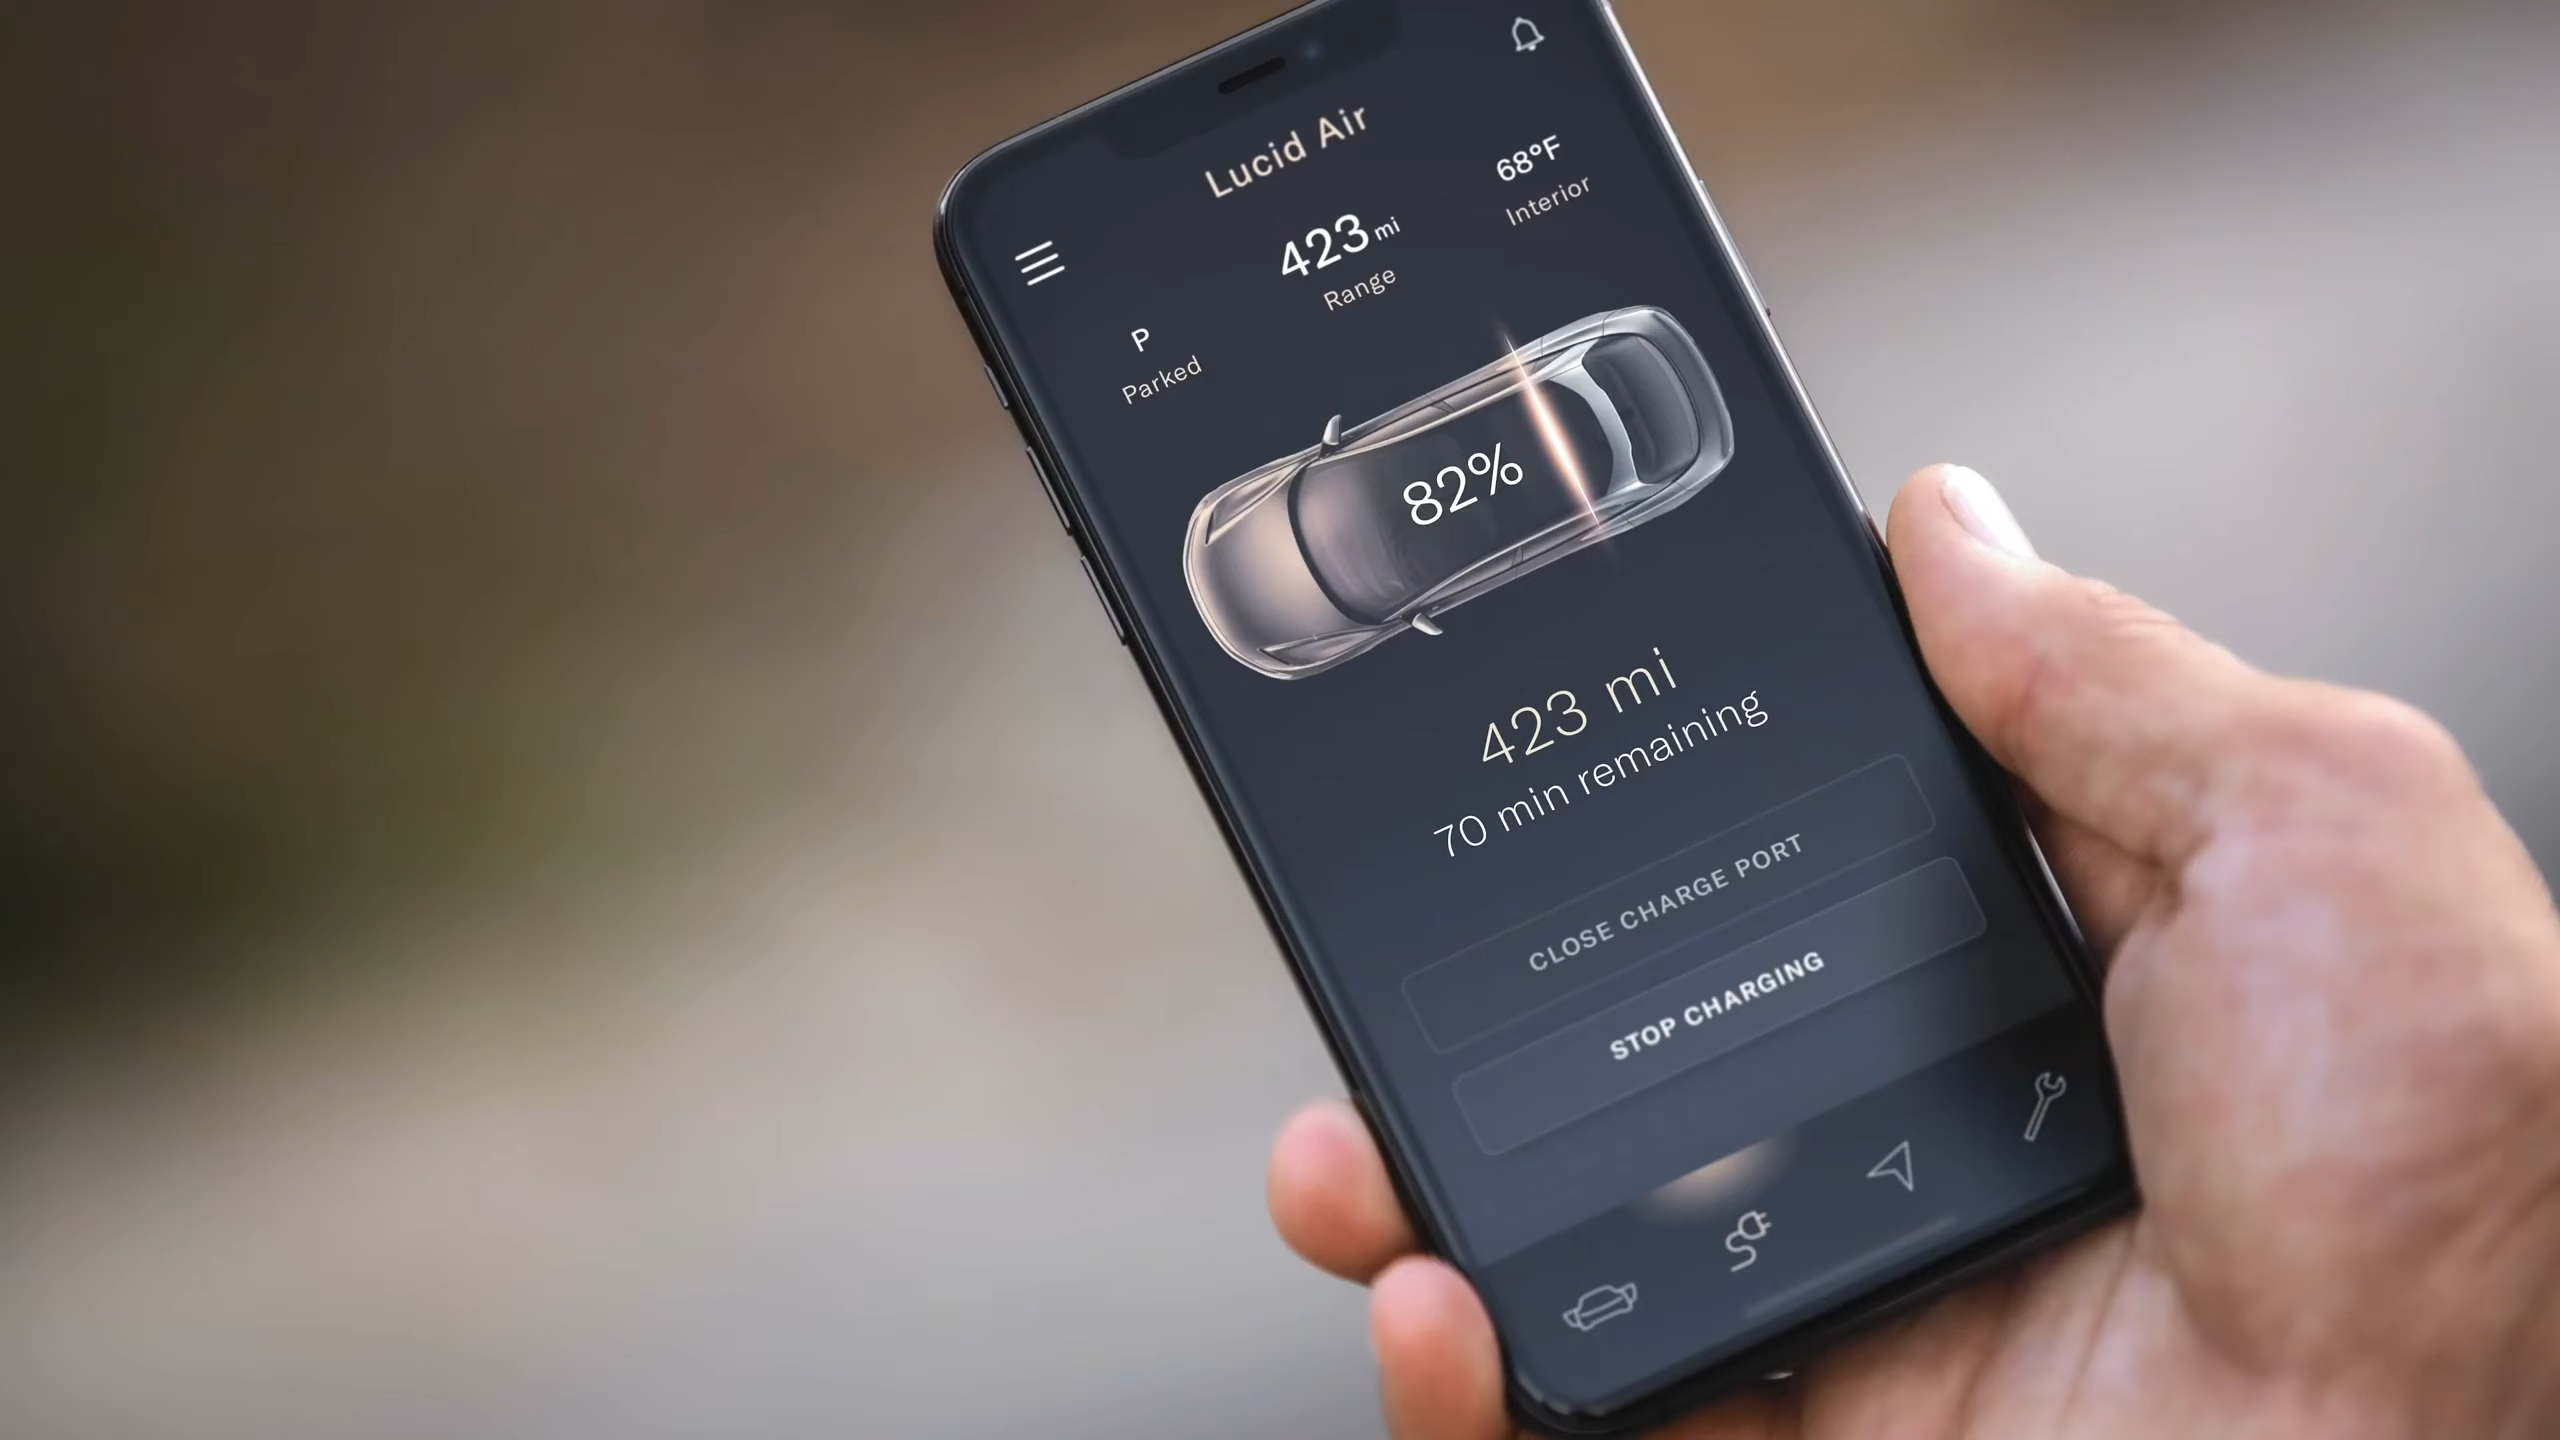 Lucid Air
423 mi
Range
68°F
Interior
P
Parked
82%
423 mi
70 min remaining
CLOSE CHARGE PORT
STOP CHARGING